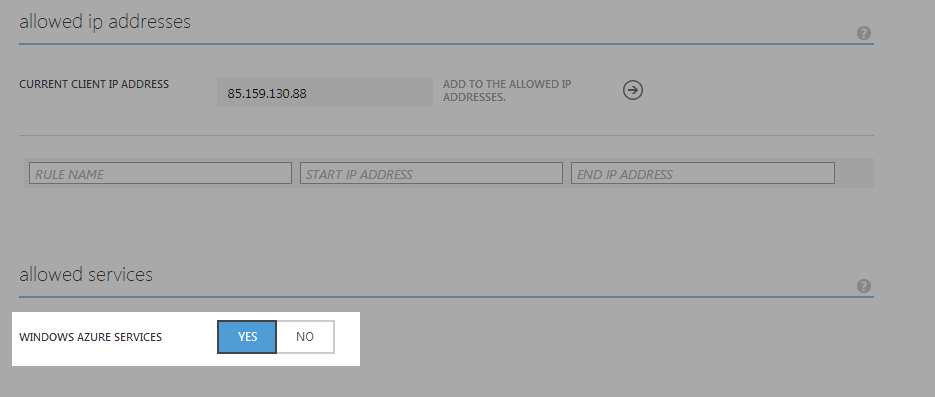 allowed ip addresses
?
CURRENT CLIENT IP ADDRESS
85.159.130.88
ADD TO THE ALLOWED IP
ADDRESSES.
RULE NAME
START IP ADDRESS
END IP ADDRESS
allowed services
?
WINDOWS AZURE SERVICES
YES
NO